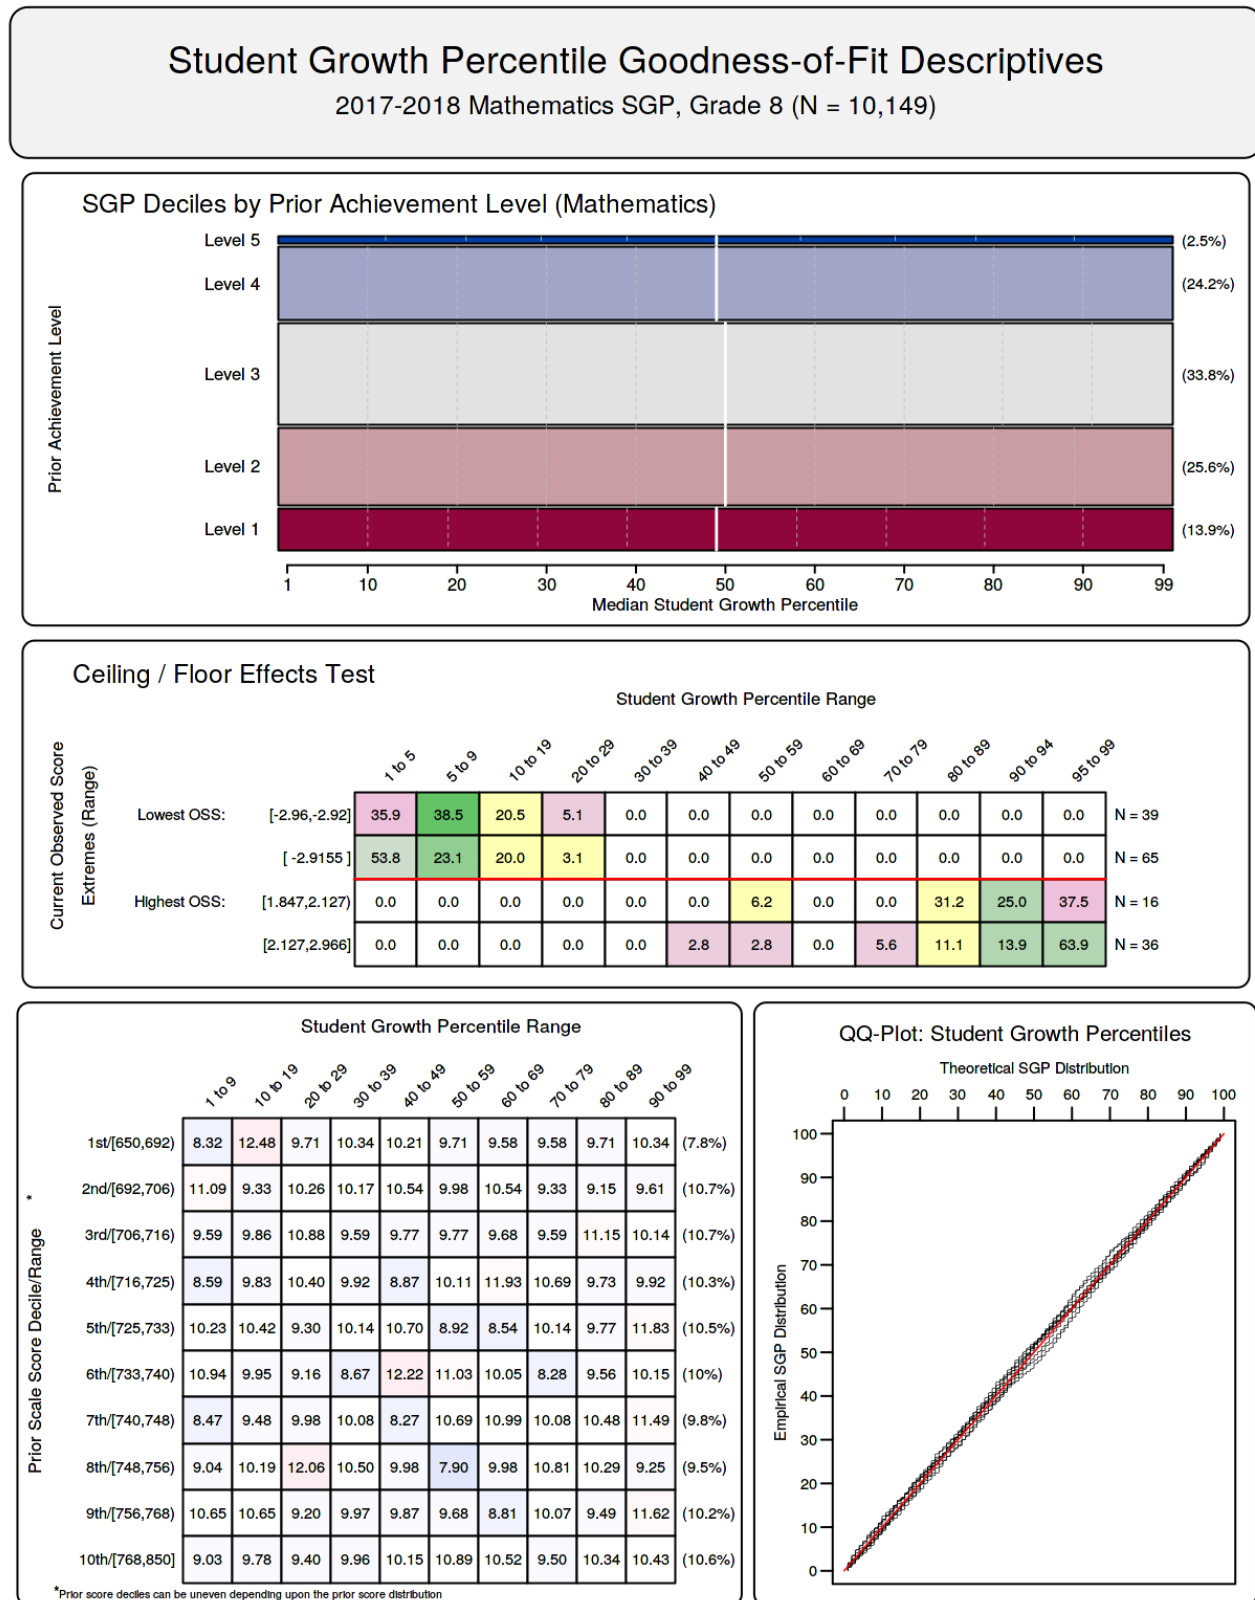 Student Growth Percentile Goodness-of-Fit Descriptives
2017-2018 Mathematics SGP, Grade 8 (N = 10,149)
SGP Deciles by Prior Achievement Level (Mathematics)
Prior Achievement Level
Level 5 (2.5%)
Level 4 (24.2%)
Level 3 (33.8%)
Level 2 (25.6%)
Level 1 (13.9%)
1 10 20 30 40 50 60 70 80 90 99
Median Student Growth Percentile
Ceiling / Floor Effects Test
Student Growth Percentile Range
Current Observed Score
Extremes (Range)
1 to 5 5 to 9 10 to 19 20 to 29 30 to 39 40 to 49 50 to 59 60 to 69 70 to 79 80 to 89 90 to 94 95 to 99
Lowest OSS: [-2.96,-2.92] 35.9 38.5 20.5 5.1 0.0 0.0 0.0 0.0 0.0 0.0 0.0 0.0 N = 39
[ -2.9155 ] 53.8 23.1 20.0 3.1 0.0 0.0 0.0 0.0 0.0 0.0 0.0 0.0 N = 65
Highest OSS: [1.847,2.127) 0.0 0.0 0.0 0.0 0.0 0.0 6.2 0.0 0.0 31.2 25.0 37.5 N = 16
[2.127,2.966] 0.0 0.0 0.0 0.0 0.0 2.8 2.8 0.0 5.6 11.1 13.9 63.9 N = 36
Student Growth Percentile Range
Prior Scale Score Decile/Range *
1 to 9 10 to 19 20 to 29 30 to 39 40 to 49 50 to 59 60 to 69 70 to 79 80 to 89 90 to 99
1st/[650,692) 8.32 12.48 9.71 10.34 10.21 9.71 9.58 9.58 9.71 10.34 (7.8%)
2nd/[692,706) 11.09 9.33 10.26 10.17 10.54 9.98 10.54 9.33 9.15 9.61 (10.7%)
3rd/[706,716) 9.59 9.86 10.88 9.59 9.77 9.77 9.68 9.59 11.15 10.14 (10.7%)
4th/[716,725) 8.59 9.83 10.40 9.92 8.87 10.11 11.93 10.69 9.73 9.92 (10.3%)
5th/[725,733) 10.23 10.42 9.30 10.14 10.70 8.92 8.54 10.14 9.77 11.83 (10.5%)
6th/[733,740) 10.94 9.95 9.16 8.67 12.22 11.03 10.05 8.28 9.56 10.15 (10%)
7th/[740,748) 8.47 9.48 9.98 10.08 8.27 10.69 10.99 10.08 10.48 11.49 (9.8%)
8th/[748,756) 9.04 10.19 12.06 10.50 9.98 7.90 9.98 10.81 10.29 9.25 (9.5%)
9th/[756,768) 10.65 10.65 9.20 9.97 9.87 9.68 8.81 10.07 9.49 11.62 (10.2%)
10th/[768,850] 9.03 9.78 9.40 9.96 10.15 10.89 10.52 9.50 10.34 10.43 (10.6%)
*Prior score deciles can be uneven depending upon the prior score distribution
QQ-Plot: Student Growth Percentiles
Theoretical SGP Distribution
0 10 20 30 40 50 60 70 80 90 100
Empirical SGP Distribution
100
90
80
70
60
50
40
30
20
10
0